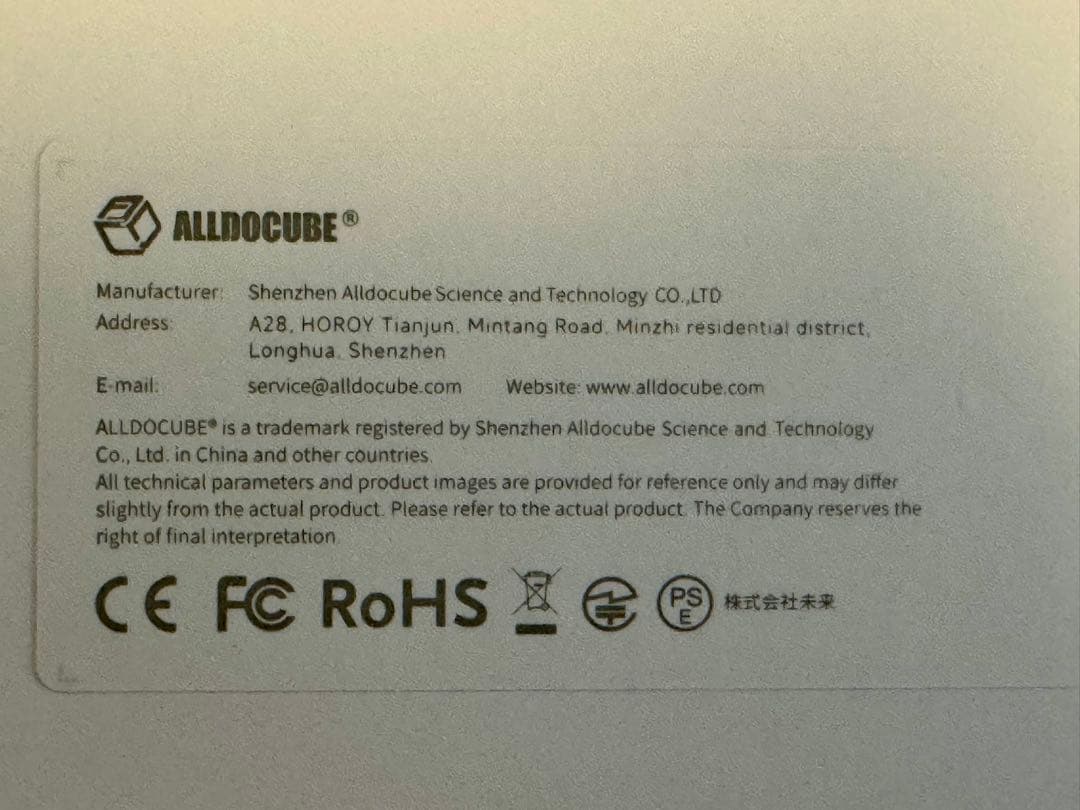 ALLDOCUBE®
Manufacturer: Shenzhen Alldocube Science and Technology CO.,LTD
Address: A28, HOROY Tianjun, Mintang Road, Minzhi residential district,
Longhua, Shenzhen
E-mail: service@alldocube.com Website: www.alldocube.com
ALLDOCUBE® is a trademark registered by Shenzhen Alldocube Science and Technology
Co., Ltd. in China and other countries.
All technical parameters and product images are provided for reference only and may differ
slightly from the actual product. Please refer to the actual product. The Company reserves the
right of final interpretation
CE FC RoHS PSE 株式会社未来